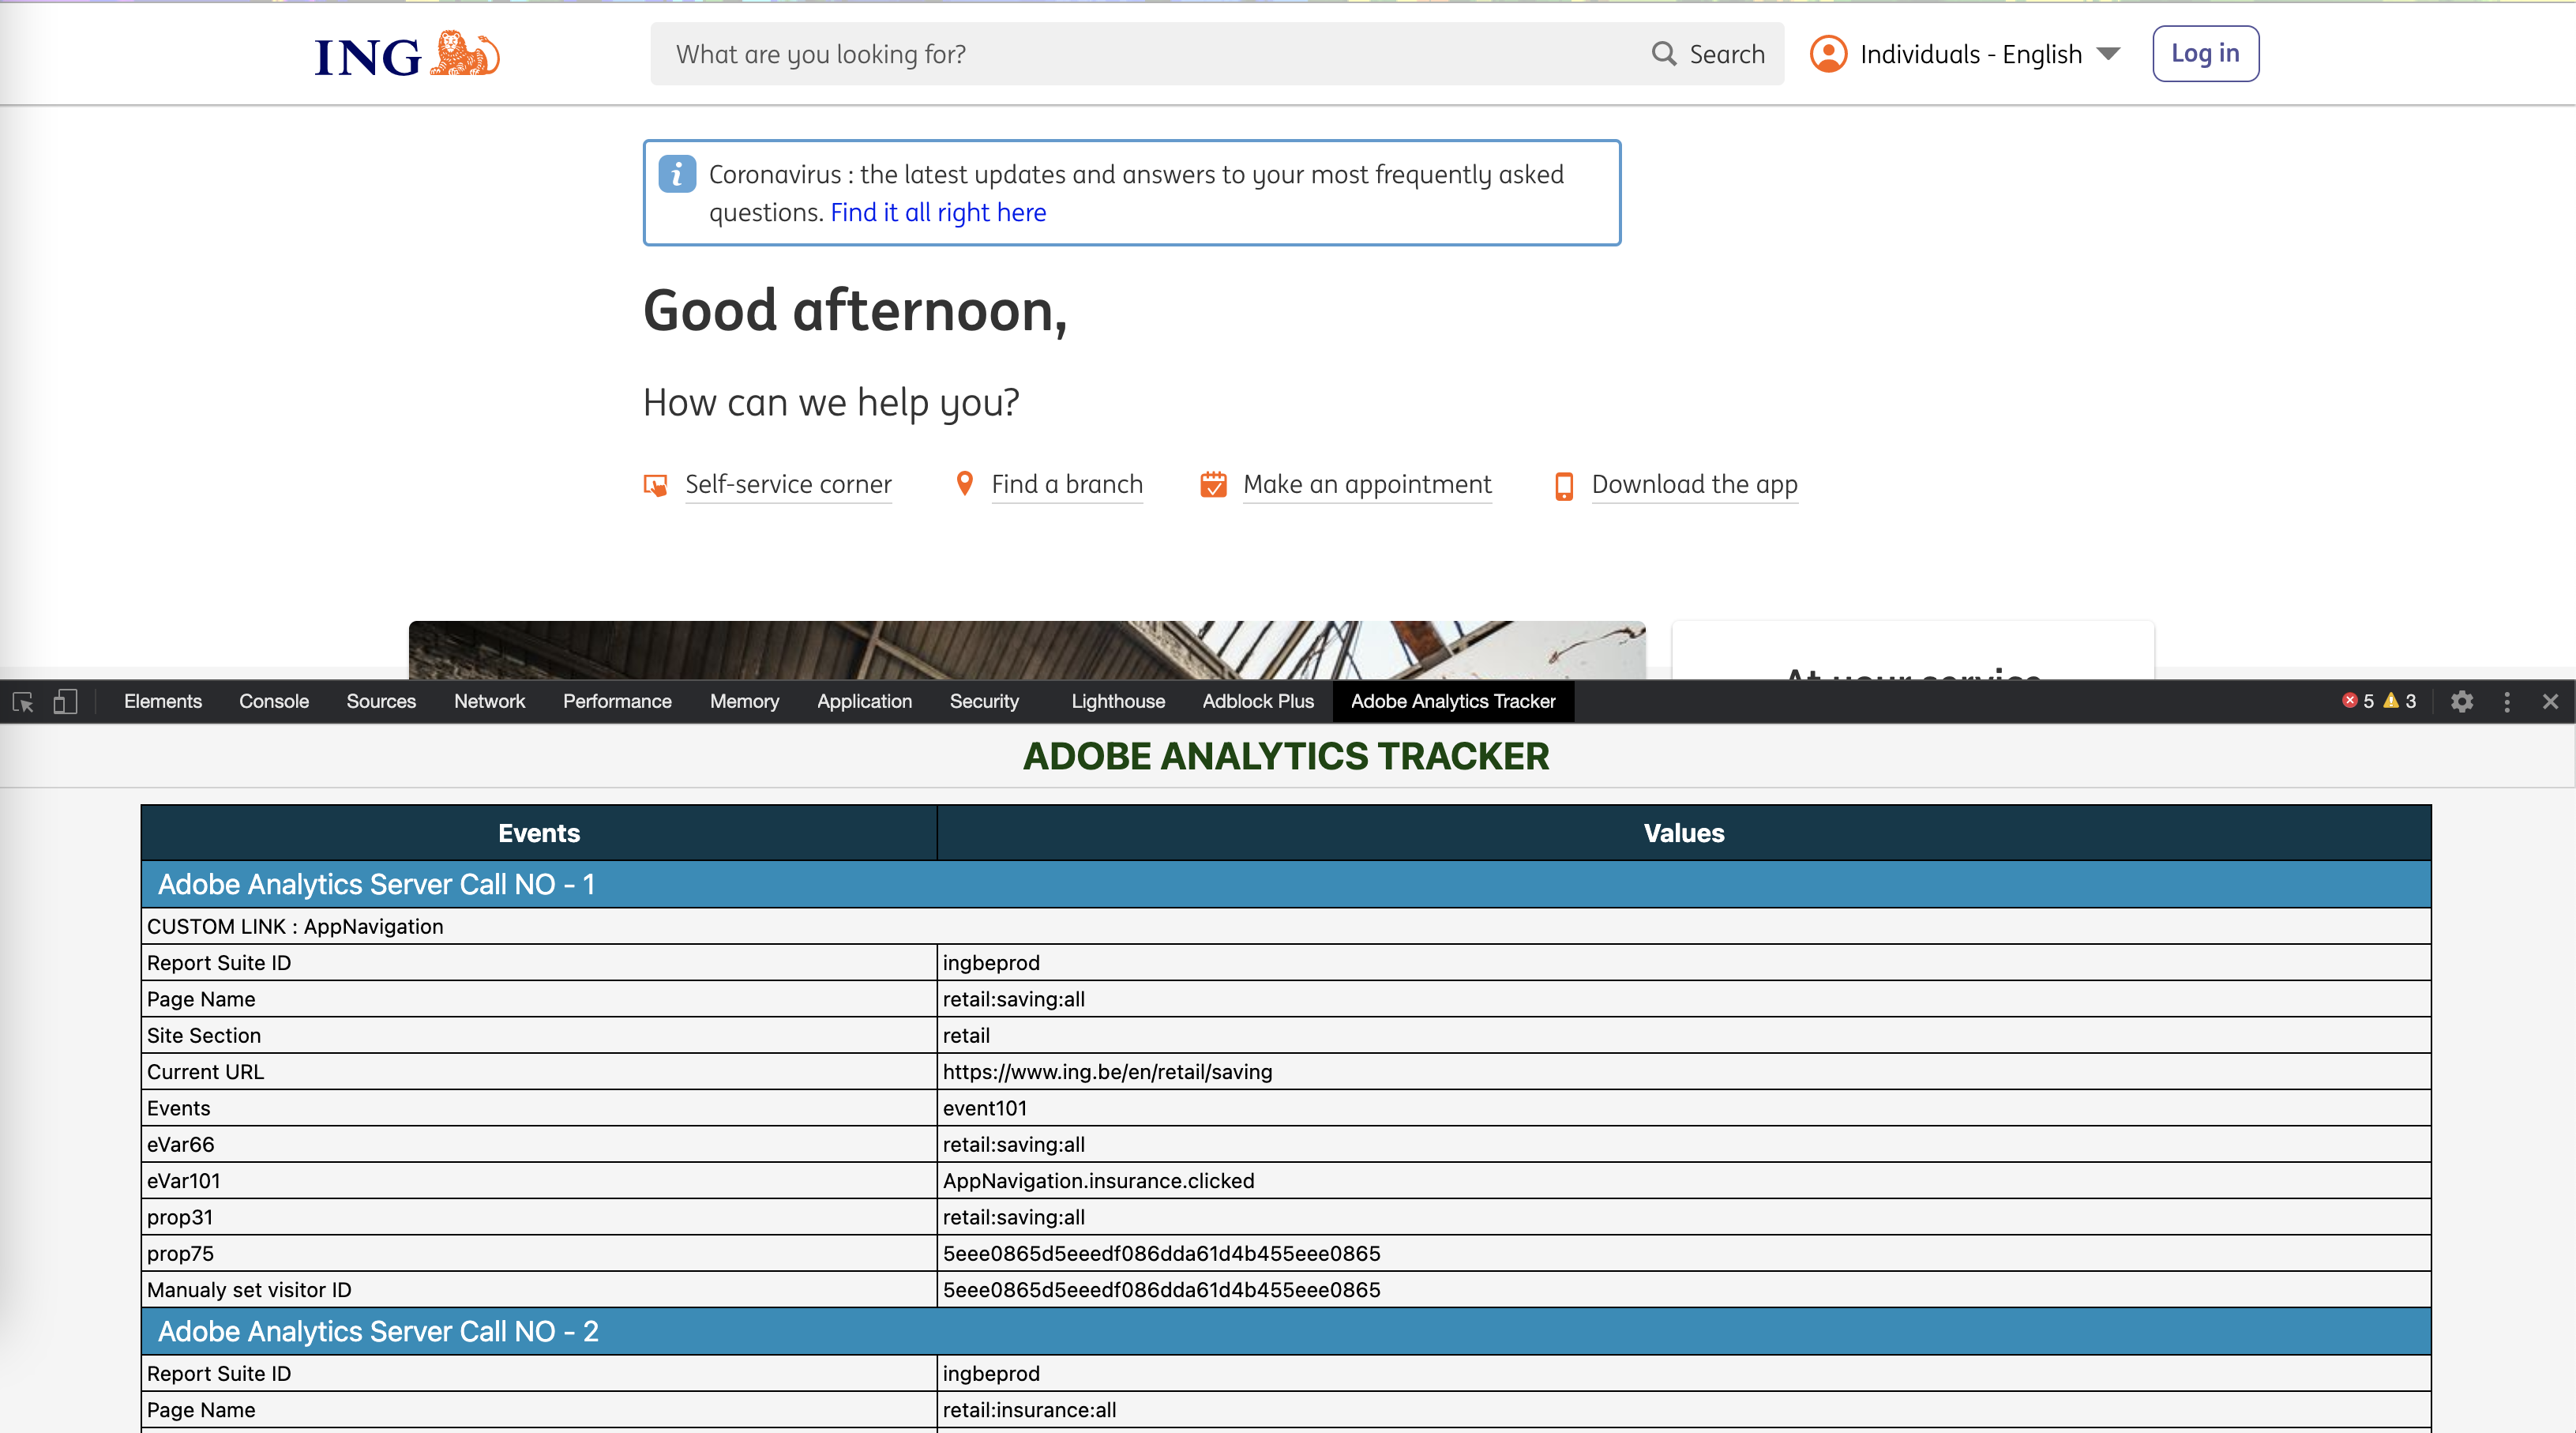 ING
What are you looking for?
Search
Individuals - English
Log in
i
Coronavirus : the latest updates and answers to your most frequently asked
questions. Find it all right here
Good afternoon,
How can we help you?
Self-service corner
Find a branch
Make an appointment
Download the app
At your service
Elements
Console
Sources
Network
Performance
Memory
Application
Security
Lighthouse
Adblock Plus
Adobe Analytics Tracker
5
3
ADOBE ANALYTICS TRACKER
Events Values
Adobe Analytics Server Call NO - 1
CUSTOM LINK : AppNavigation
Report Suite ID ingbeprod
Page Name retail:saving:all
Site Section retail
Current URL https://www.ing.be/en/retail/saving
Events event101
eVar66 retail:saving:all
eVar101 AppNavigation.insurance.clicked
prop31 retail:saving:all
prop75 5eee0865d5eeedf086dda61d4b455eee0865
Manualy set visitor ID 5eee0865d5eeedf086dda61d4b455eee0865
Adobe Analytics Server Call NO - 2
Report Suite ID ingbeprod
Page Name retail:insurance:all